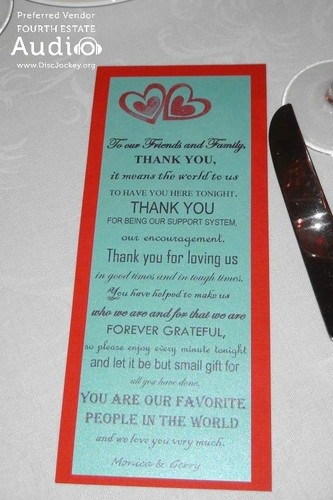 Preferred Vendor
FOURTH ESTATE
Audio
www.DiscJockey.org
To our Friends and Family,
THANK YOU,
it means the world to us
TO HAVE YOU HERE TONIGHT.
THANK YOU
FOR BEING OUR SUPPORT SYSTEM,
our encouragement.
Thank you for loving us
in good times and in tough times.
You have helped to make us
who we are and for that we are
FOREVER GRATEFUL,
so please enjoy every minute tonight
and let it be but small gift for
all you have done.
YOU ARE OUR FAVORITE
PEOPLE IN THE WORLD
and we love you very much.
Monica & Gerry